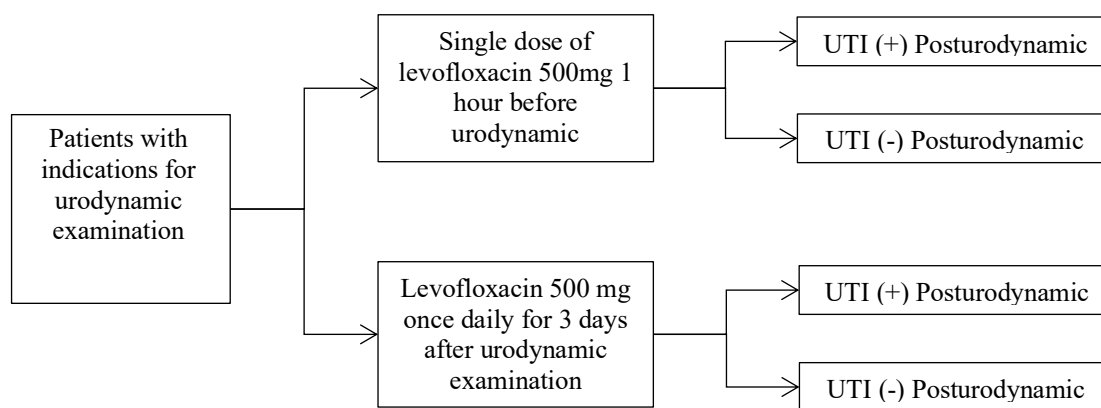 Patients with
indications for
urodynamic
examination
Single dose of
levofloxacin 500mg 1
hour before
urodynamic
UTI (+) Posturodynamic
UTI (-) Posturodynamic
Levofloxacin 500 mg
once daily for 3 days
after urodynamic
examination
UTI (+) Posturodynamic
UTI (-) Posturodynamic